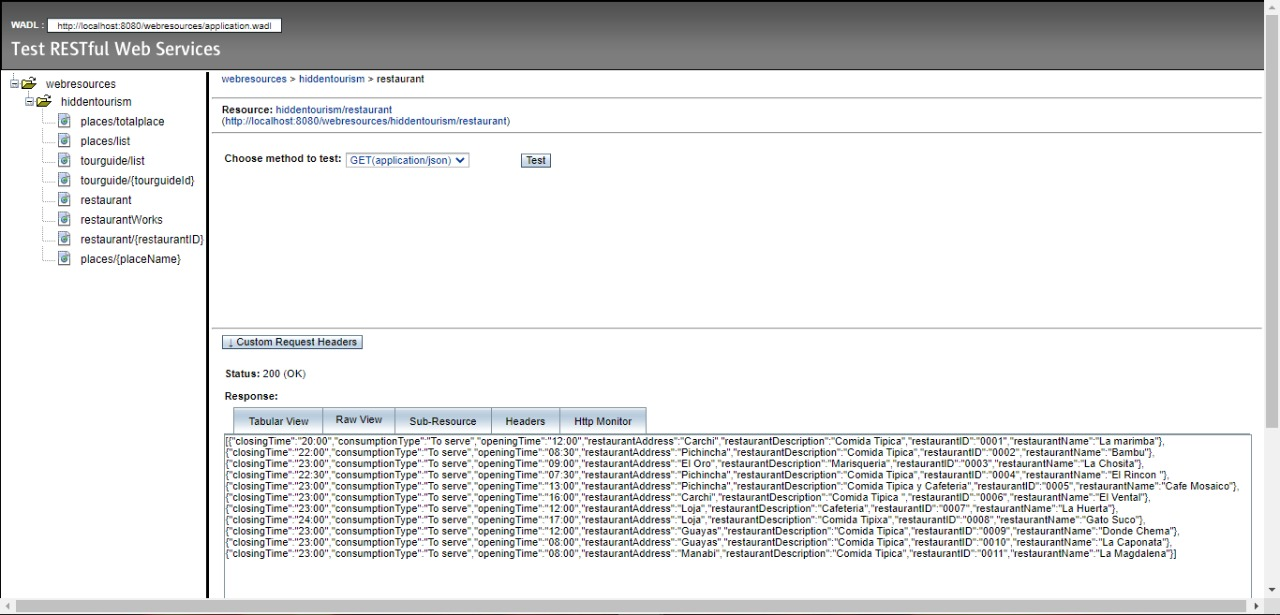 WADL : http://localhost:8080/webresources/application.wadl
Test RESTful Web Services
webresources
hiddentourism
places/totalplace
places/list
tourguide/list
tourguide/{tourguideId}
restaurant
restaurantWorks
restaurant/{restaurantID}
places/{placeName}
webresources > hiddentourism > restaurant
Resource: hiddentourism/restaurant
(http://localhost:8080/webresources/hiddentourism/restaurant)
Choose method to test: GET(application/json) Test
↓ Custom Request Headers
Status: 200 (OK)
Response:
Tabular View Raw View Sub-Resource Headers Http Monitor
[{"closingTime":"20:00","consumptionType":"To serve","openingTime":"12:00","restaurantAddress":"Carchi","restaurantDescription":"Comida Tipica","restaurantID":"0001","restaurantName":"La marimba"},
{"closingTime":"22:00","consumptionType":"To serve","openingTime":"08:30","restaurantAddress":"Pichincha","restaurantDescription":"Comida Tipica","restaurantID":"0002","restaurantName":"Bambu"},
{"closingTime":"23:00","consumptionType":"To serve","openingTime":"09:00","restaurantAddress":"El Oro","restaurantDescription":"Marisqueria","restaurantID":"0003","restaurantName":"La Chosita"},
{"closingTime":"22:30","consumptionType":"To serve","openingTime":"07:30","restaurantAddress":"Pichincha","restaurantDescription":"Comida Tipica","restaurantID":"0004","restaurantName":"El Rincon "},
{"closingTime":"23:00","consumptionType":"To serve","openingTime":"13:00","restaurantAddress":"Pichincha","restaurantDescription":"Comida Tipica y Cafeteria","restaurantID":"0005","restaurantName":"Cafe Mosaico"},
{"closingTime":"23:00","consumptionType":"To serve","openingTime":"16:00","restaurantAddress":"Carchi","restaurantDescription":"Comida Tipica ","restaurantID":"0006","restaurantName":"El Vental"},
{"closingTime":"23:00","consumptionType":"To serve","openingTime":"12:00","restaurantAddress":"Loja","restaurantDescription":"Cafeteria","restaurantID":"0007","restaurantName":"La Huerta"},
{"closingTime":"24:00","consumptionType":"To serve","openingTime":"17:00","restaurantAddress":"Loja","restaurantDescription":"Comida Tipixa","restaurantID":"0008","restaurantName":"Gato Suco"},
{"closingTime":"23:00","consumptionType":"To serve","openingTime":"12:00","restaurantAddress":"Guayas","restaurantDescription":"Comida Tipica","restaurantID":"0009","restaurantName":"Donde Chema"},
{"closingTime":"23:00","consumptionType":"To serve","openingTime":"08:00","restaurantAddress":"Guayas","restaurantDescription":"Comida Tipica","restaurantID":"0010","restaurantName":"La Caponata"},
{"closingTime":"23:00","consumptionType":"To serve","openingTime":"08:00","restaurantAddress":"Manabi","restaurantDescription":"Comida Tipica","restaurantID":"0011","restaurantName":"La Magdalena"}]